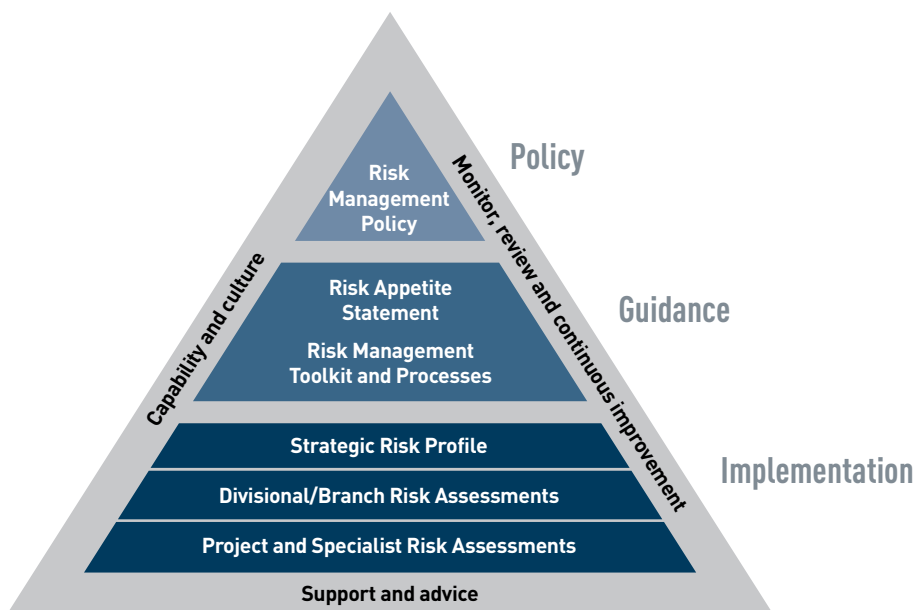 Policy
Risk
Management
Policy
Monitor, review and continuous improvement
Capability and culture
Risk Appetite
Statement
Guidance
Risk Management
Toolkit and Processes
Strategic Risk Profile
Implementation
Divisional/Branch Risk Assessments
Project and Specialist Risk Assessments
Support and advice